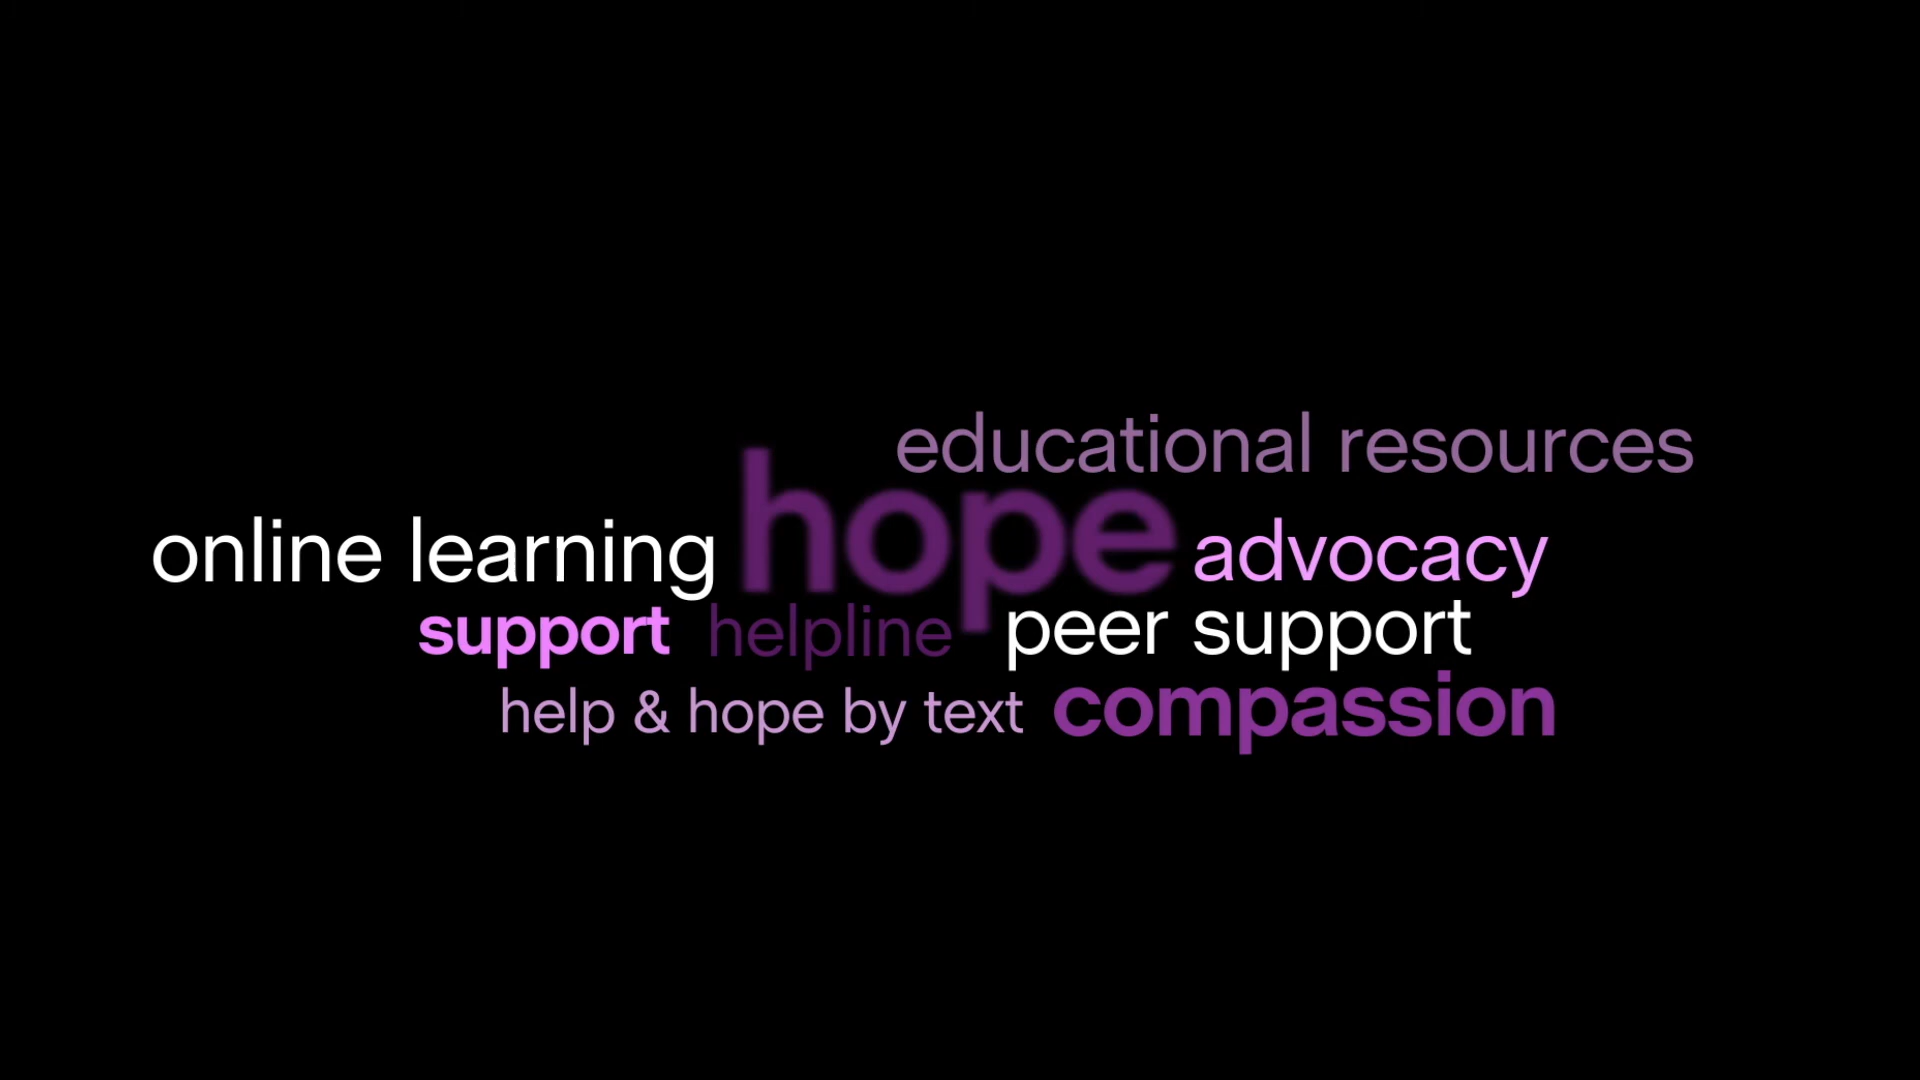 educational resources
online learning hope advocacy
support helpline peer support
help & hope by text compassion